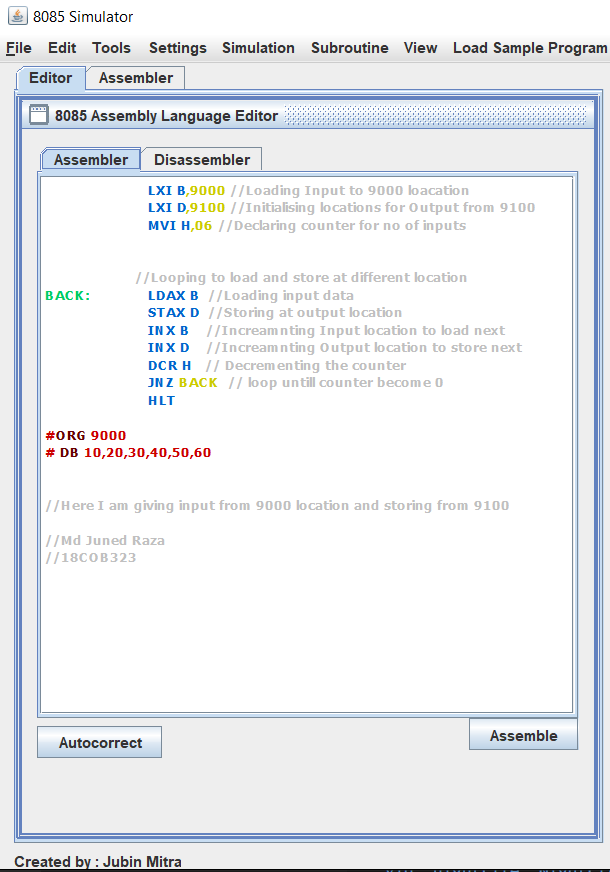 8085 Simulator
File Edit Tools Settings Simulation Subroutine View Load Sample Program
Editor Assembler
8085 Assembly Language Editor
Assembler Disassembler
LXI B,9000 //Loading Input to 9000 loacation
LXI D,9100 //Initialising locations for Output from 9100
MVI H,06 //Declaring counter for no of inputs
//Looping to load and store at different location
BACK: LDAX B //Loading input data
STAX D //Storing at output location
INX B //Increamnting Input location to load next
INX D //Increamnting Output location to store next
DCR H // Decrementing the counter
JNZ BACK // loop untill counter become 0
HLT
#ORG 9000
# DB 10,20,30,40,50,60
//Here I am giving input from 9000 location and storing from 9100
//Md Juned Raza
//18COB323
Autocorrect Assemble
Created by : Jubin Mitra